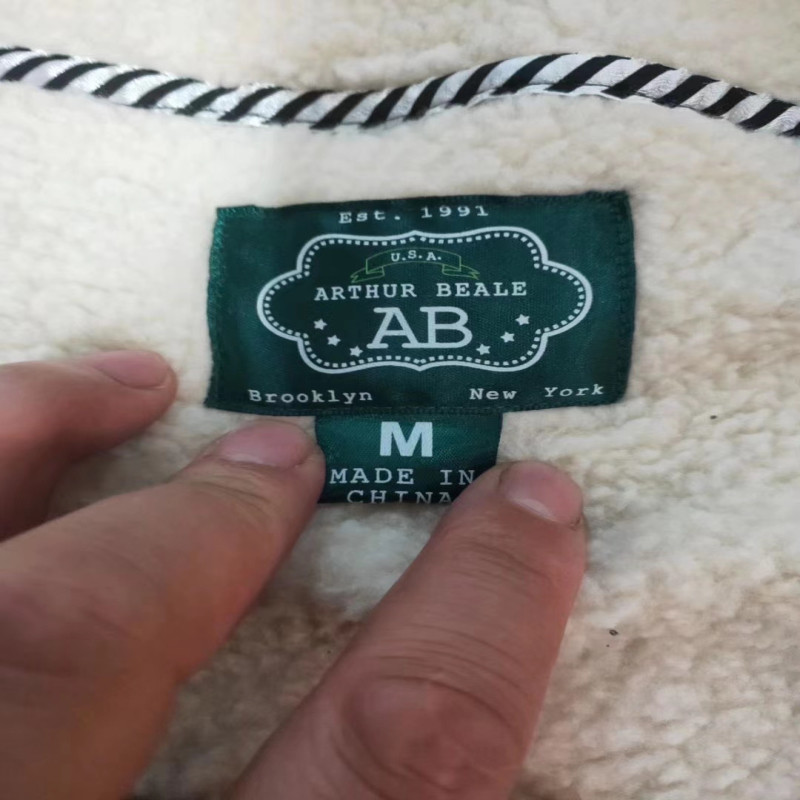 Est. 1991
U.S.A.
ARTHUR BEALE
AB
Brooklyn New York
M
MADE IN
CHINA